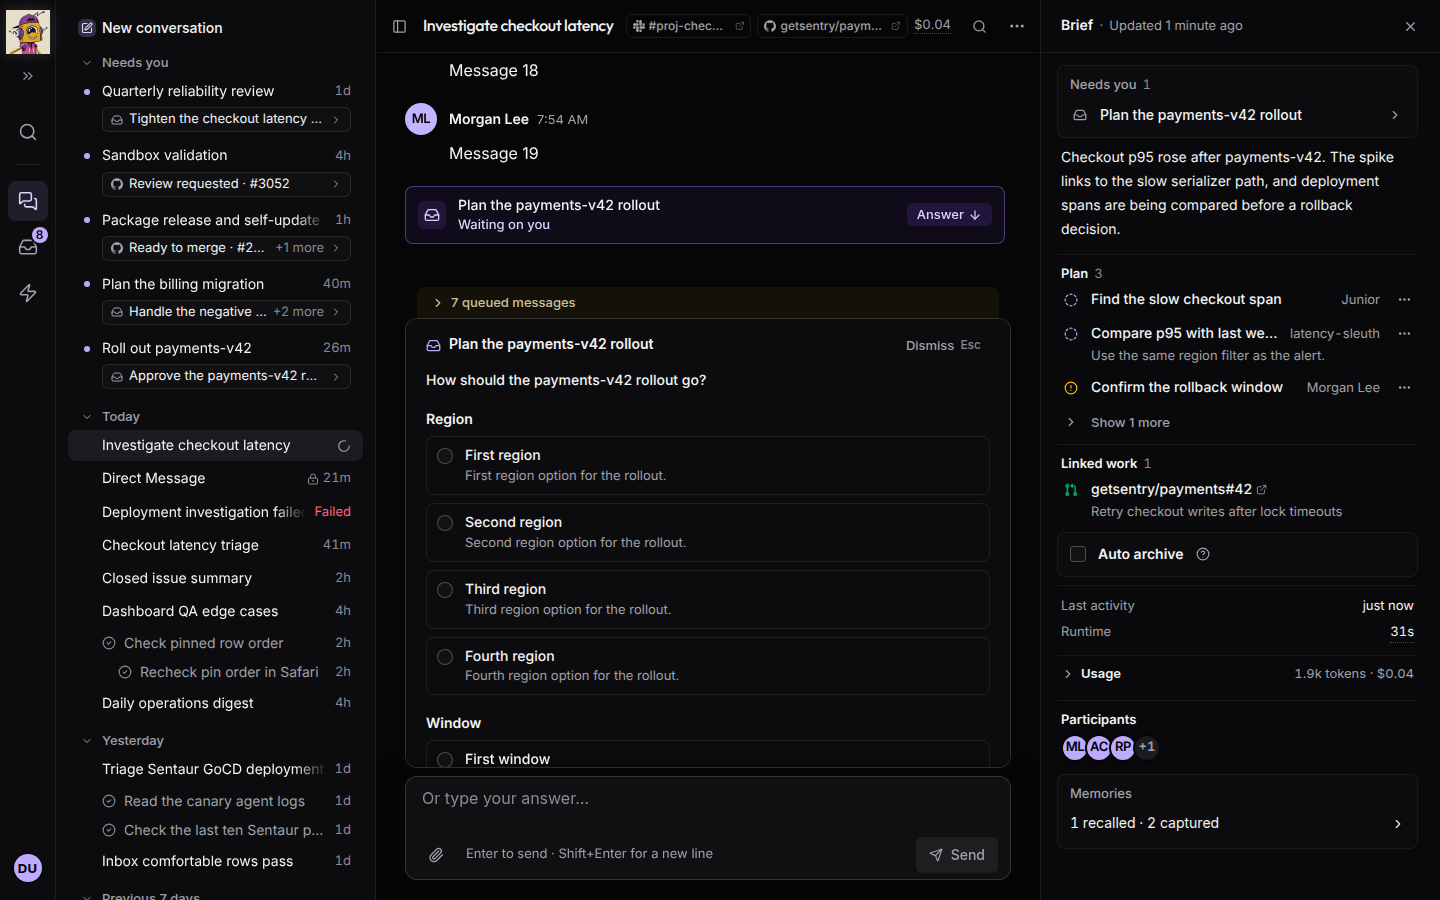 New conversation
Needs you
Quarterly reliability review 1d
Tighten the checkout latency ...
Sandbox validation 4h
Review requested · #3052
Package release and self-update 1h
Ready to merge · #2... +1 more
Plan the billing migration 40m
Handle the negative ... +2 more
Roll out payments-v42 26m
Approve the payments-v42 r...
Today
Investigate checkout latency
Direct Message 21m
Deployment investigation failed Failed
Checkout latency triage 41m
Closed issue summary 2h
Dashboard QA edge cases 4h
Check pinned row order 2h
Recheck pin order in Safari 2h
Daily operations digest 4h
Yesterday
Triage Sentaur GoCD deployment 1d
Read the canary agent logs 1d
Check the last ten Sentaur p... 1d
Inbox comfortable rows pass 1d
Previous 7 days
8
DU
Investigate checkout latency #proj-chec... getsentry/paym... $0.04
Message 18
ML Morgan Lee 7:54 AM
Message 19
Plan the payments-v42 rollout
Waiting on you
Answer
7 queued messages
Plan the payments-v42 rollout Dismiss Esc
How should the payments-v42 rollout go?
Region
First region
First region option for the rollout.
Second region
Second region option for the rollout.
Third region
Third region option for the rollout.
Fourth region
Fourth region option for the rollout.
Window
First window
Or type your answer...
Enter to send · Shift+Enter for a new line
Send
Brief · Updated 1 minute ago
Needs you 1
Plan the payments-v42 rollout
Checkout p95 rose after payments-v42. The spike
links to the slow serializer path, and deployment
spans are being compared before a rollback
decision.
Plan 3
Find the slow checkout span Junior
Compare p95 with last we... latency-sleuth
Use the same region filter as the alert.
Confirm the rollback window Morgan Lee
Show 1 more
Linked work 1
getsentry/payments#42
Retry checkout writes after lock timeouts
Auto archive
Last activity just now
Runtime 31s
Usage 1.9k tokens · $0.04
Participants
ML AC RP +1
Memories
1 recalled · 2 captured